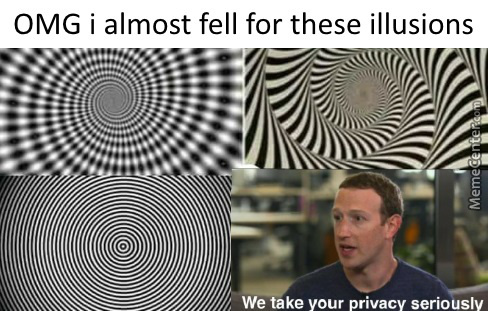 OMG i almost fell for these illusions
MemeCenter.com
We take your privacy seriously